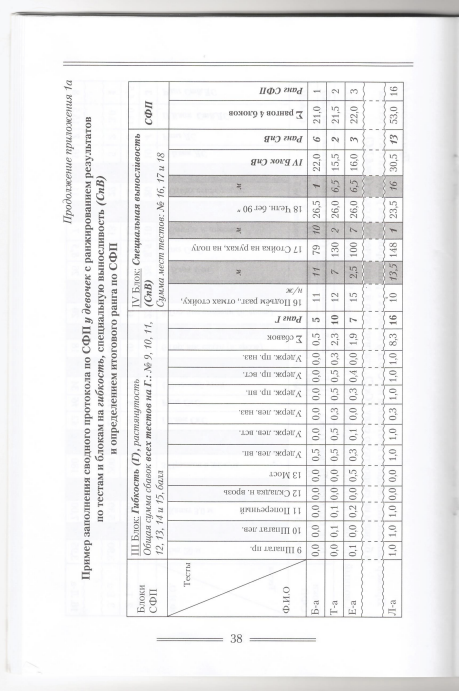 Продолжение приложения 1а
Пример заполнения сводного протокола по СФП у девочек с ранжированием результатов
по тестам и блокам на гибкость, специальную выносливость (СпВ)
и определением итогового ранга по СФП
Блоки СФП | III Блок: Гибкость (Г), растянутость Общая сумма сбавок всех тестов на Г.: № 9, 10, 11, 12, 13, 14 и 15, балл | IV Блок: Специальная выносливость (СпВ) Сумма мест тестов: № 16, 17 и 18 | СФП
Тесты Ф.И.О | 9 Шпагат пр. | 10 Шпагат лев. | 11 Поперечный | 12 Складка н. врозь | 13 Мост | Удерж. лев. вп. | Удерж. лев. вст. | Удерж. лев. наз. | Удерж. пр. вп. | Удерж. пр. вст. | Удерж. пр. наз. | Σ сбавок | Ранг Г | 16 Подъём разг, отмах стойку, н/ж | м | 17 Стойка на руках, на полу | м | 18 Челн. бег 90" | м | IV Блок СпВ | Ранг СпВ | Σ рангов 4 блоков | Ранг СФП
Б-а | 0,0 | 0,0 | 0,0 | 0,0 | 0,0 | 0,5 | 0,0 | 0,0 | 0,0 | 0,0 | 0,0 | 0,5 | 5 | 11 | 11 | 79 | 10 | 26,5 | 1 | 22,0 | 6 | 21,0 | 1
Т-а | 0,0 | 0,1 | 0,1 | 0,0 | 0,0 | 0,5 | 0,5 | 0,3 | 0,5 | 0,5 | 0,3 | 2,3 | 10 | 12 | 7 | 130 | 2 | 26,0 | 6,5 | 15,5 | 2 | 21,5 | 2
Е-а | 0,1 | 0,0 | 0,2 | 0,0 | 0,5 | 0,3 | 0,1 | 0,0 | 0,3 | 0,4 | 0,0 | 1,9 | 7 | 15 | 2,5 | 100 | 7 | 26,0 | 6,5 | 16,0 | 3 | 22,0 | 3
Л-а | 1,0 | 1,0 | 1,0 | 0,0 | 0,0 | 1,0 | 1,0 | 0,3 | 1,0 | 1,0 | 1,0 | 8,3 | 16 | 10 | 13,5 | 148 | 1 | 23,5 | 16 | 30,5 | 13 | 53,0 | 16
38